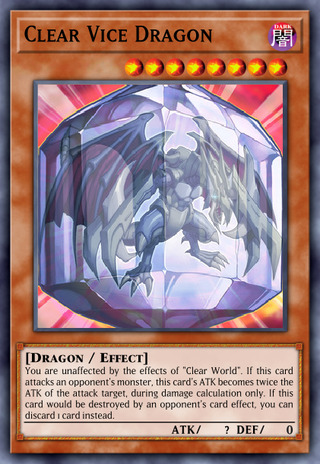 Clear Vice Dragon
DARK
闇
[Dragon / Effect]
You are unaffected by the effects of "Clear World". If this card
attacks an opponent's monster, this card's ATK becomes twice the
ATK of the attack target, during damage calculation only. If this
card would be destroyed by an opponent's card effect, you can
discard 1 card instead.
ATK/ ? DEF/ 0